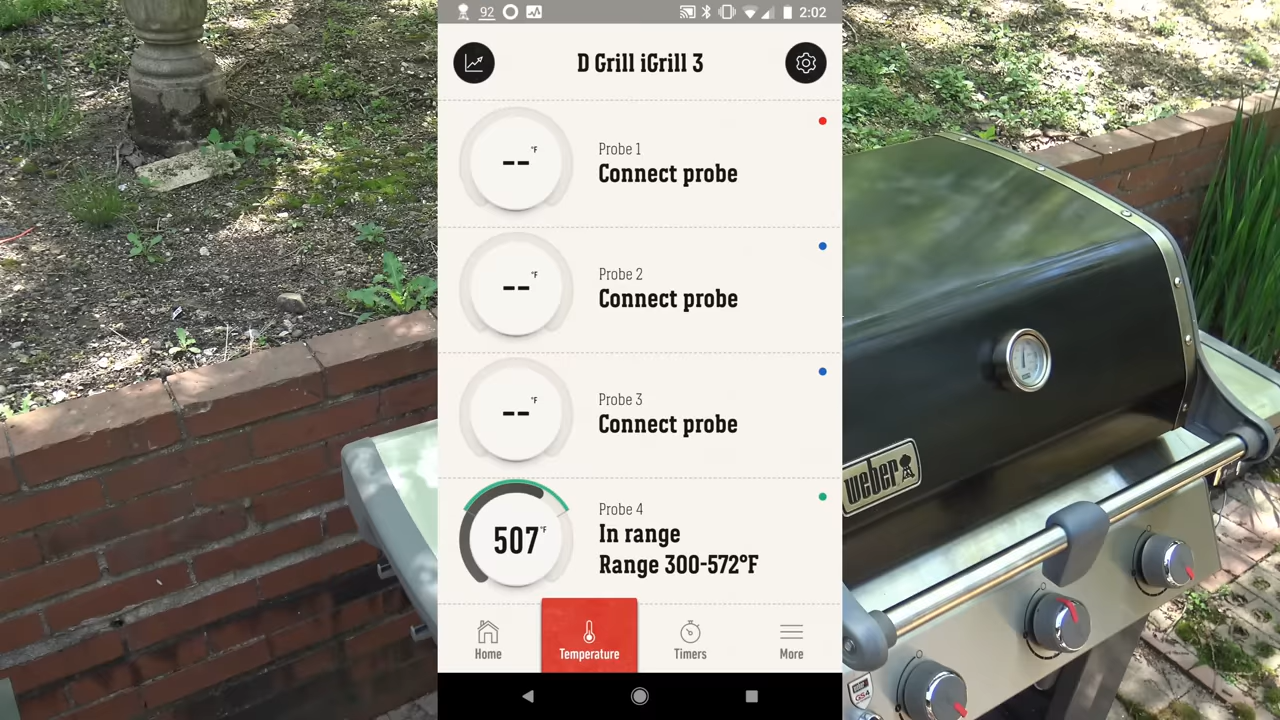 92
2:02
D Grill iGrill 3
-- °F
Probe 1
Connect probe
-- °F
Probe 2
Connect probe
-- °F
Probe 3
Connect probe
507 °F
Probe 4
In range
Range 300-572°F
Home
Temperature
Timers
More
weber
GS4